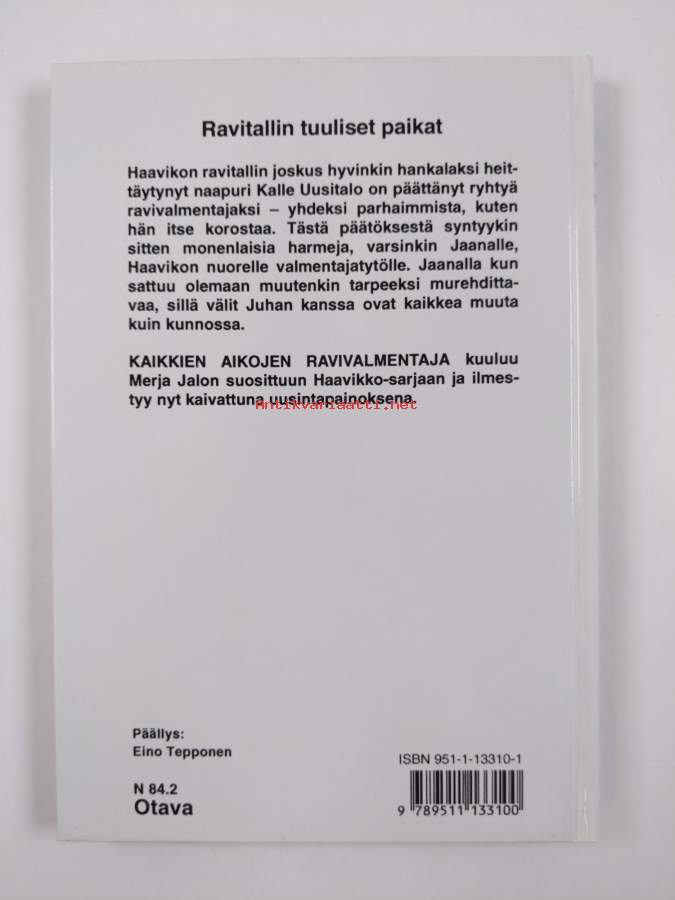 Ravitallin tuuliset paikat
Haavikon ravitallin joskus hyvinkin hankalaksi heit-
täytynyt naapuri Kalle Uusitalo on päättänyt ryhtyä
ravivalmentajaksi – yhdeksi parhaimmista, kuten
hän itse korostaa. Tästä päätöksestä syntyykin
sitten monenlaisia harmeja, varsinkin Jaanalle,
Haavikon nuorelle valmentajatytölle. Jaanalla kun
sattuu olemaan muutenkin tarpeeksi murehditta-
vaa, sillä välit Juhan kanssa ovat kaikkea muuta
kuin kunnossa.
KAIKKIEN AIKOJEN RAVIVALMENTAJA kuuluu
Merja Jalon suosittuun Haavikko-sarjaan ja ilmes-
tyy nyt kaivattuna uusintapainoksena.
Antikvariaatti.net
Päällys:
Eino Tepponen
N 84.2
Otava
ISBN 951-1-13310-1
9 789511 133100